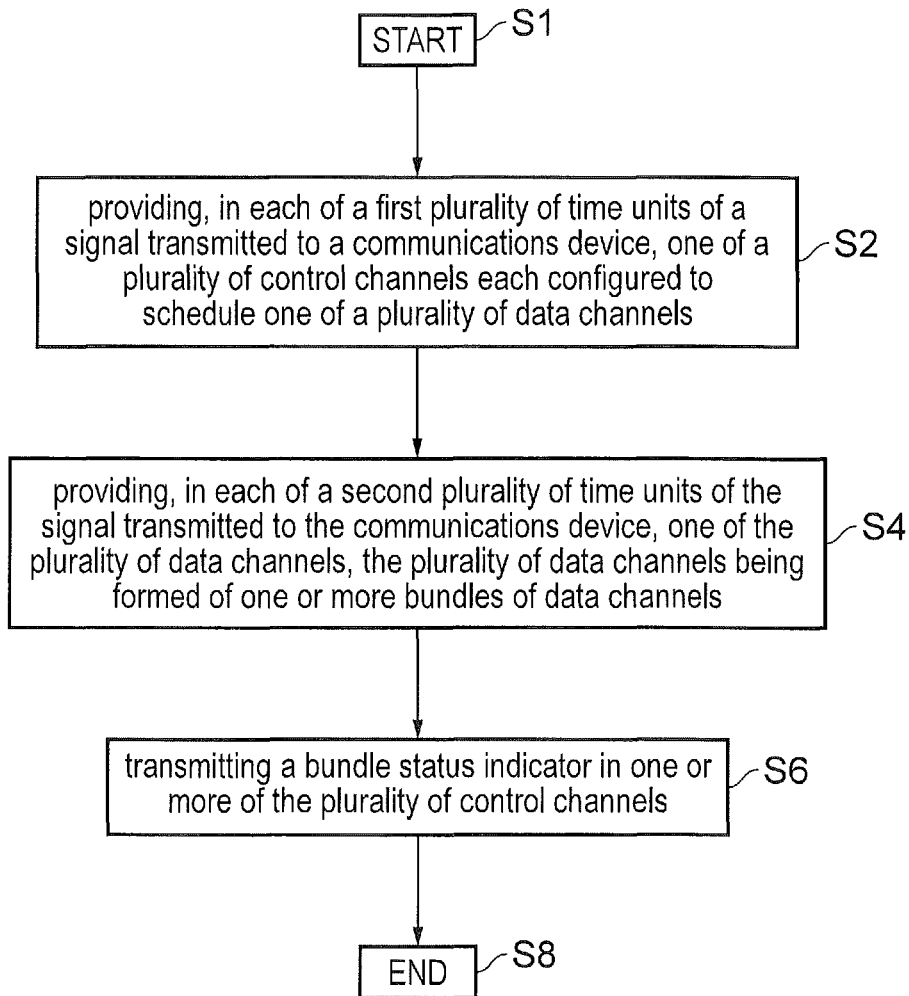 START
S1
providing, in each of a first plurality of time units of a
signal transmitted to a communications device, one of a
plurality of control channels each configured to
schedule one of a plurality of data channels
S2
providing, in each of a second plurality of time units of the
signal transmitted to the communications device, one of the
plurality of data channels, the plurality of data channels being
formed of one or more bundles of data channels
S4
transmitting a bundle status indicator in one or
more of the plurality of control channels
S6
END
S8